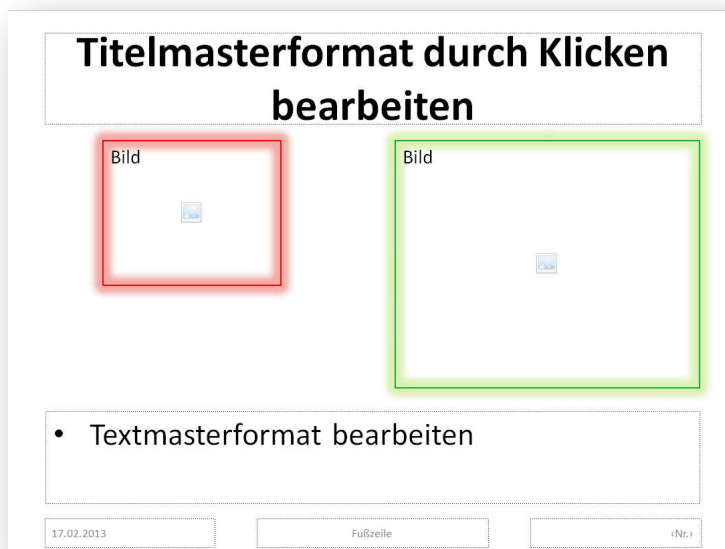 Titelmasterformat durch Klicken
bearbeiten
Bild
Bild
• Textmasterformat bearbeiten
17.02.2013
Fußzeile
‹Nr.›